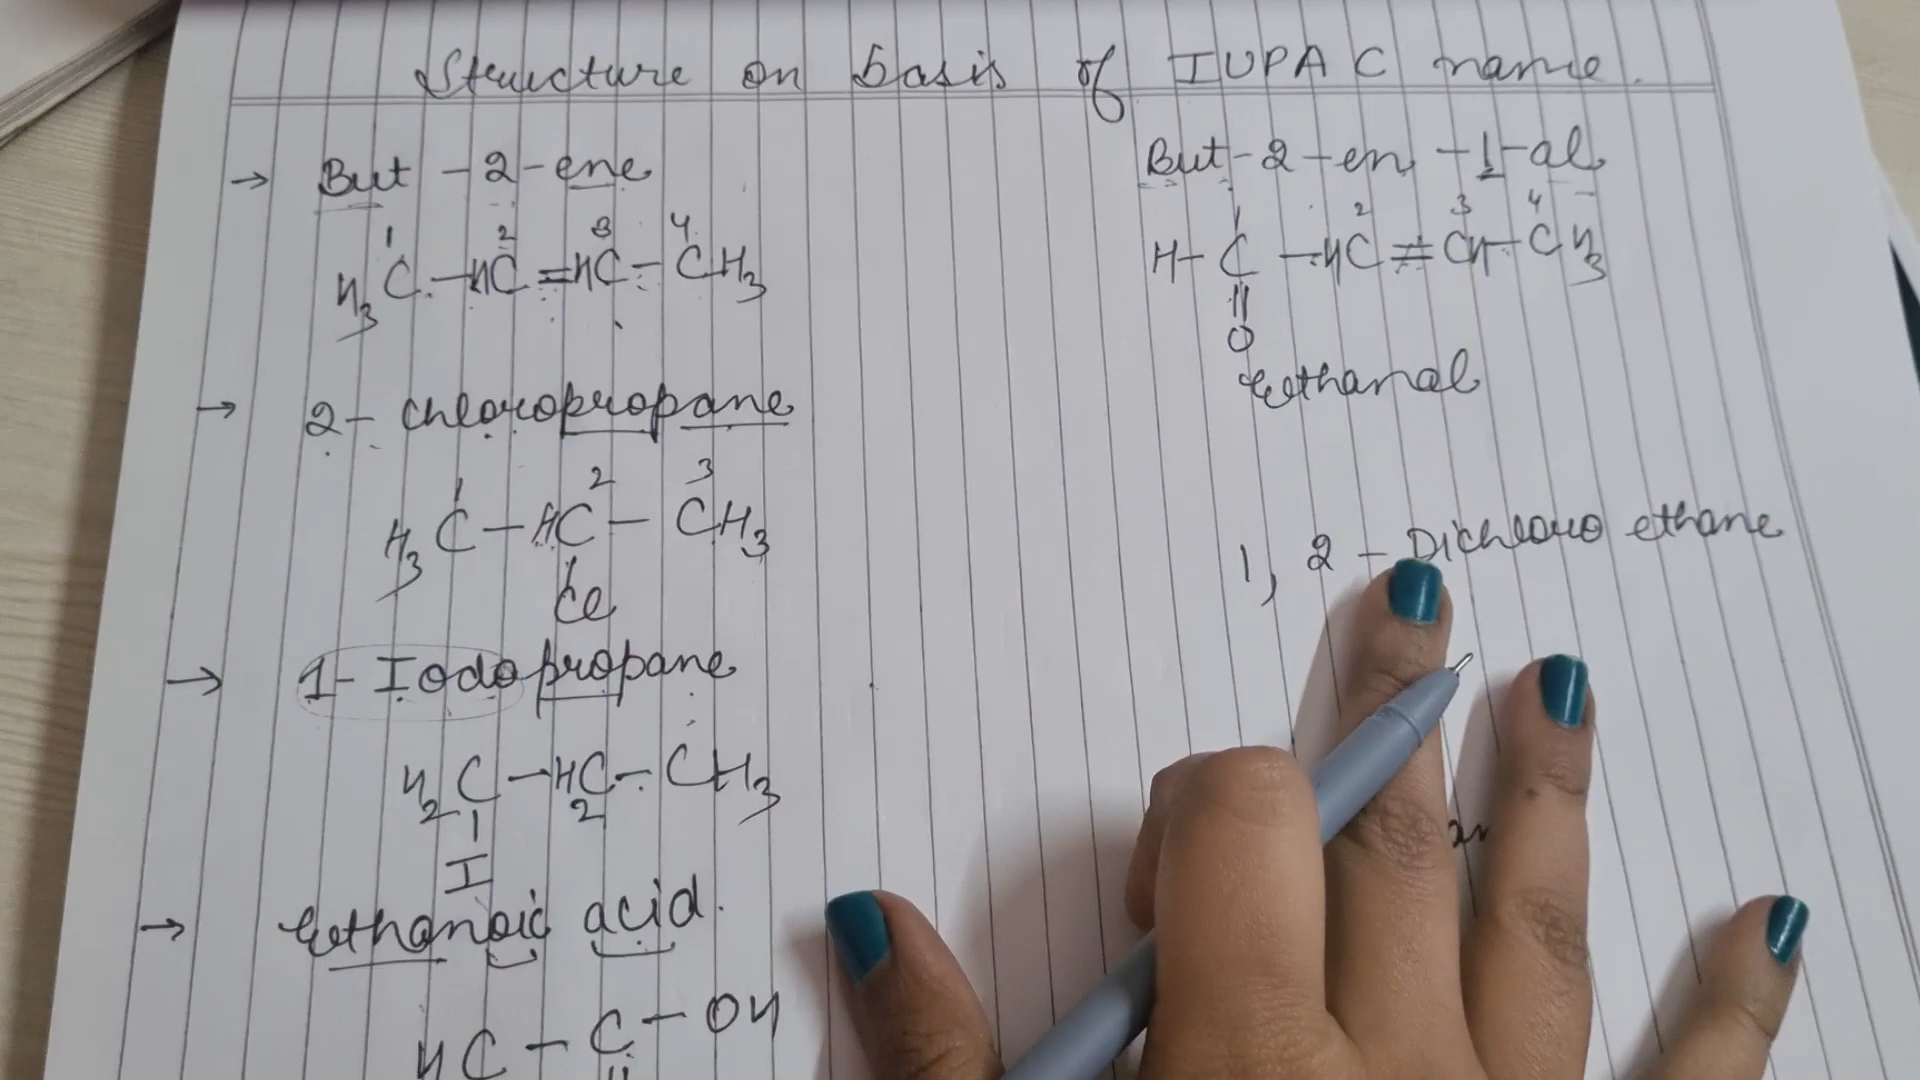 Structure on basis of IUPAC name.
→ But-2-ene
1 2 3 4
H3C-HC=HC-CH3
→ 2-chloropropane
1 2 3
H3C-HC-CH3
Cl
→ 1-Iodopropane
H2C-HC-CH3
2
I
→ Ethanoic acid.
HC-C-OH
But-2-en-1-al
1 2 3 4
H-C-HC=CH-CH3
O
Ethanal
1, 2-Dichloro ethane